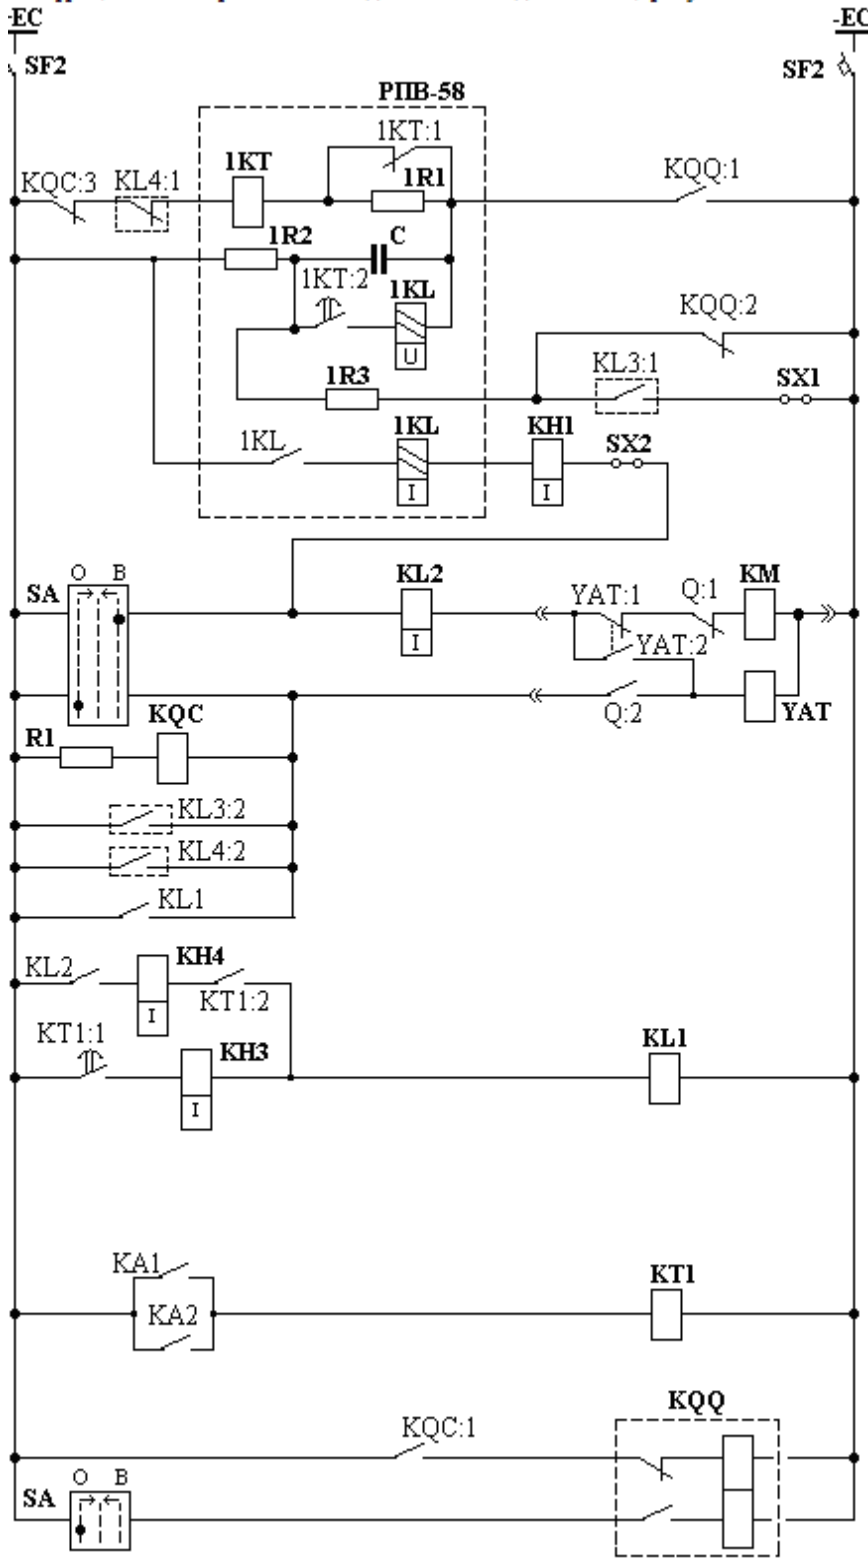 -EC -EC
SF2 SF2
РПВ-58
1KT:1
1KT 1R1 KQQ:1
KQC:3 KL4:1
1R2 C
1KT:2 1KL
KQQ:2
U
KL3:1
1R3 SX1
1KL 1KL KH1 SX2
I I
О В
SA KL2 YAT:1 Q:1 KM
I
YAT:2
KQC Q:2 YAT
R1
KL3:2
KL4:2
KL1
KL2 KH4
I KT1:2
KT1:1
KH3 KL1
I
KA1
KT1
KA2
KQQ
KQC:1
О В
SA